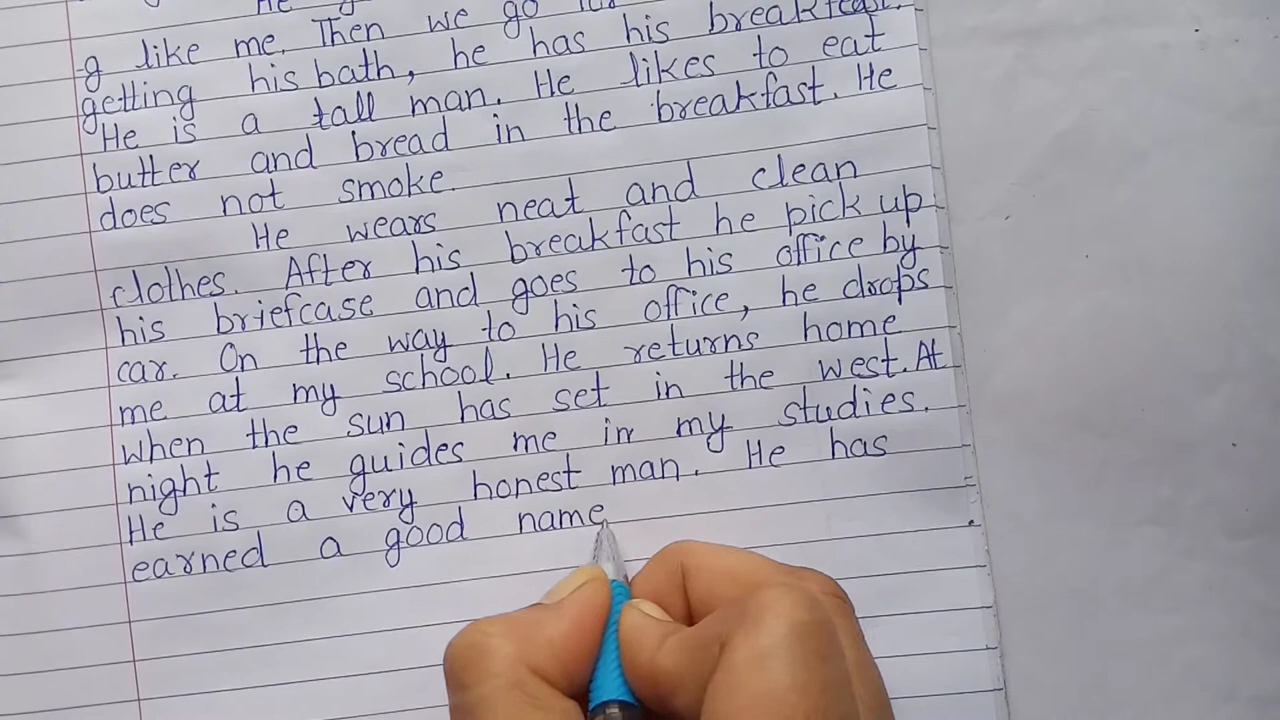 He
g like me. Then we go
getting his bath, he has his breakfast.
He is a tall man. He likes to eat
butter and bread in the breakfast. He
does not smoke.
He wears neat and clean
clothes. After his breakfast he pick up
his briefcase and goes to his office by
car. On the way to his office, he drops
me at my school. He returns home
when the sun has set in the west. At
night he guides me in my studies.
He is a very honest man. He has
earned a good name